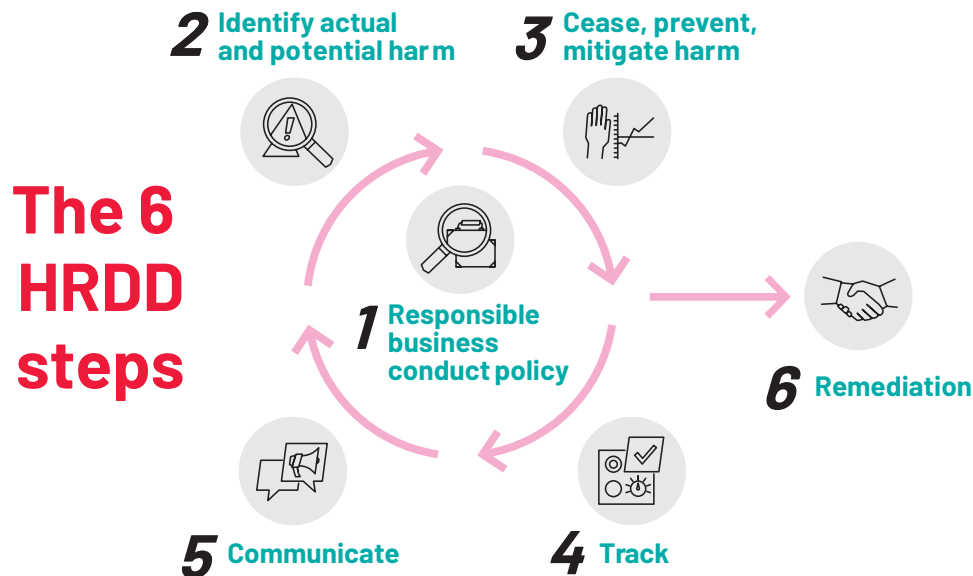 The 6
HRDD
steps
1 Responsible
business
conduct policy
2 Identify actual
and potential harm
3 Cease, prevent,
mitigate harm
4 Track
5 Communicate
6 Remediation